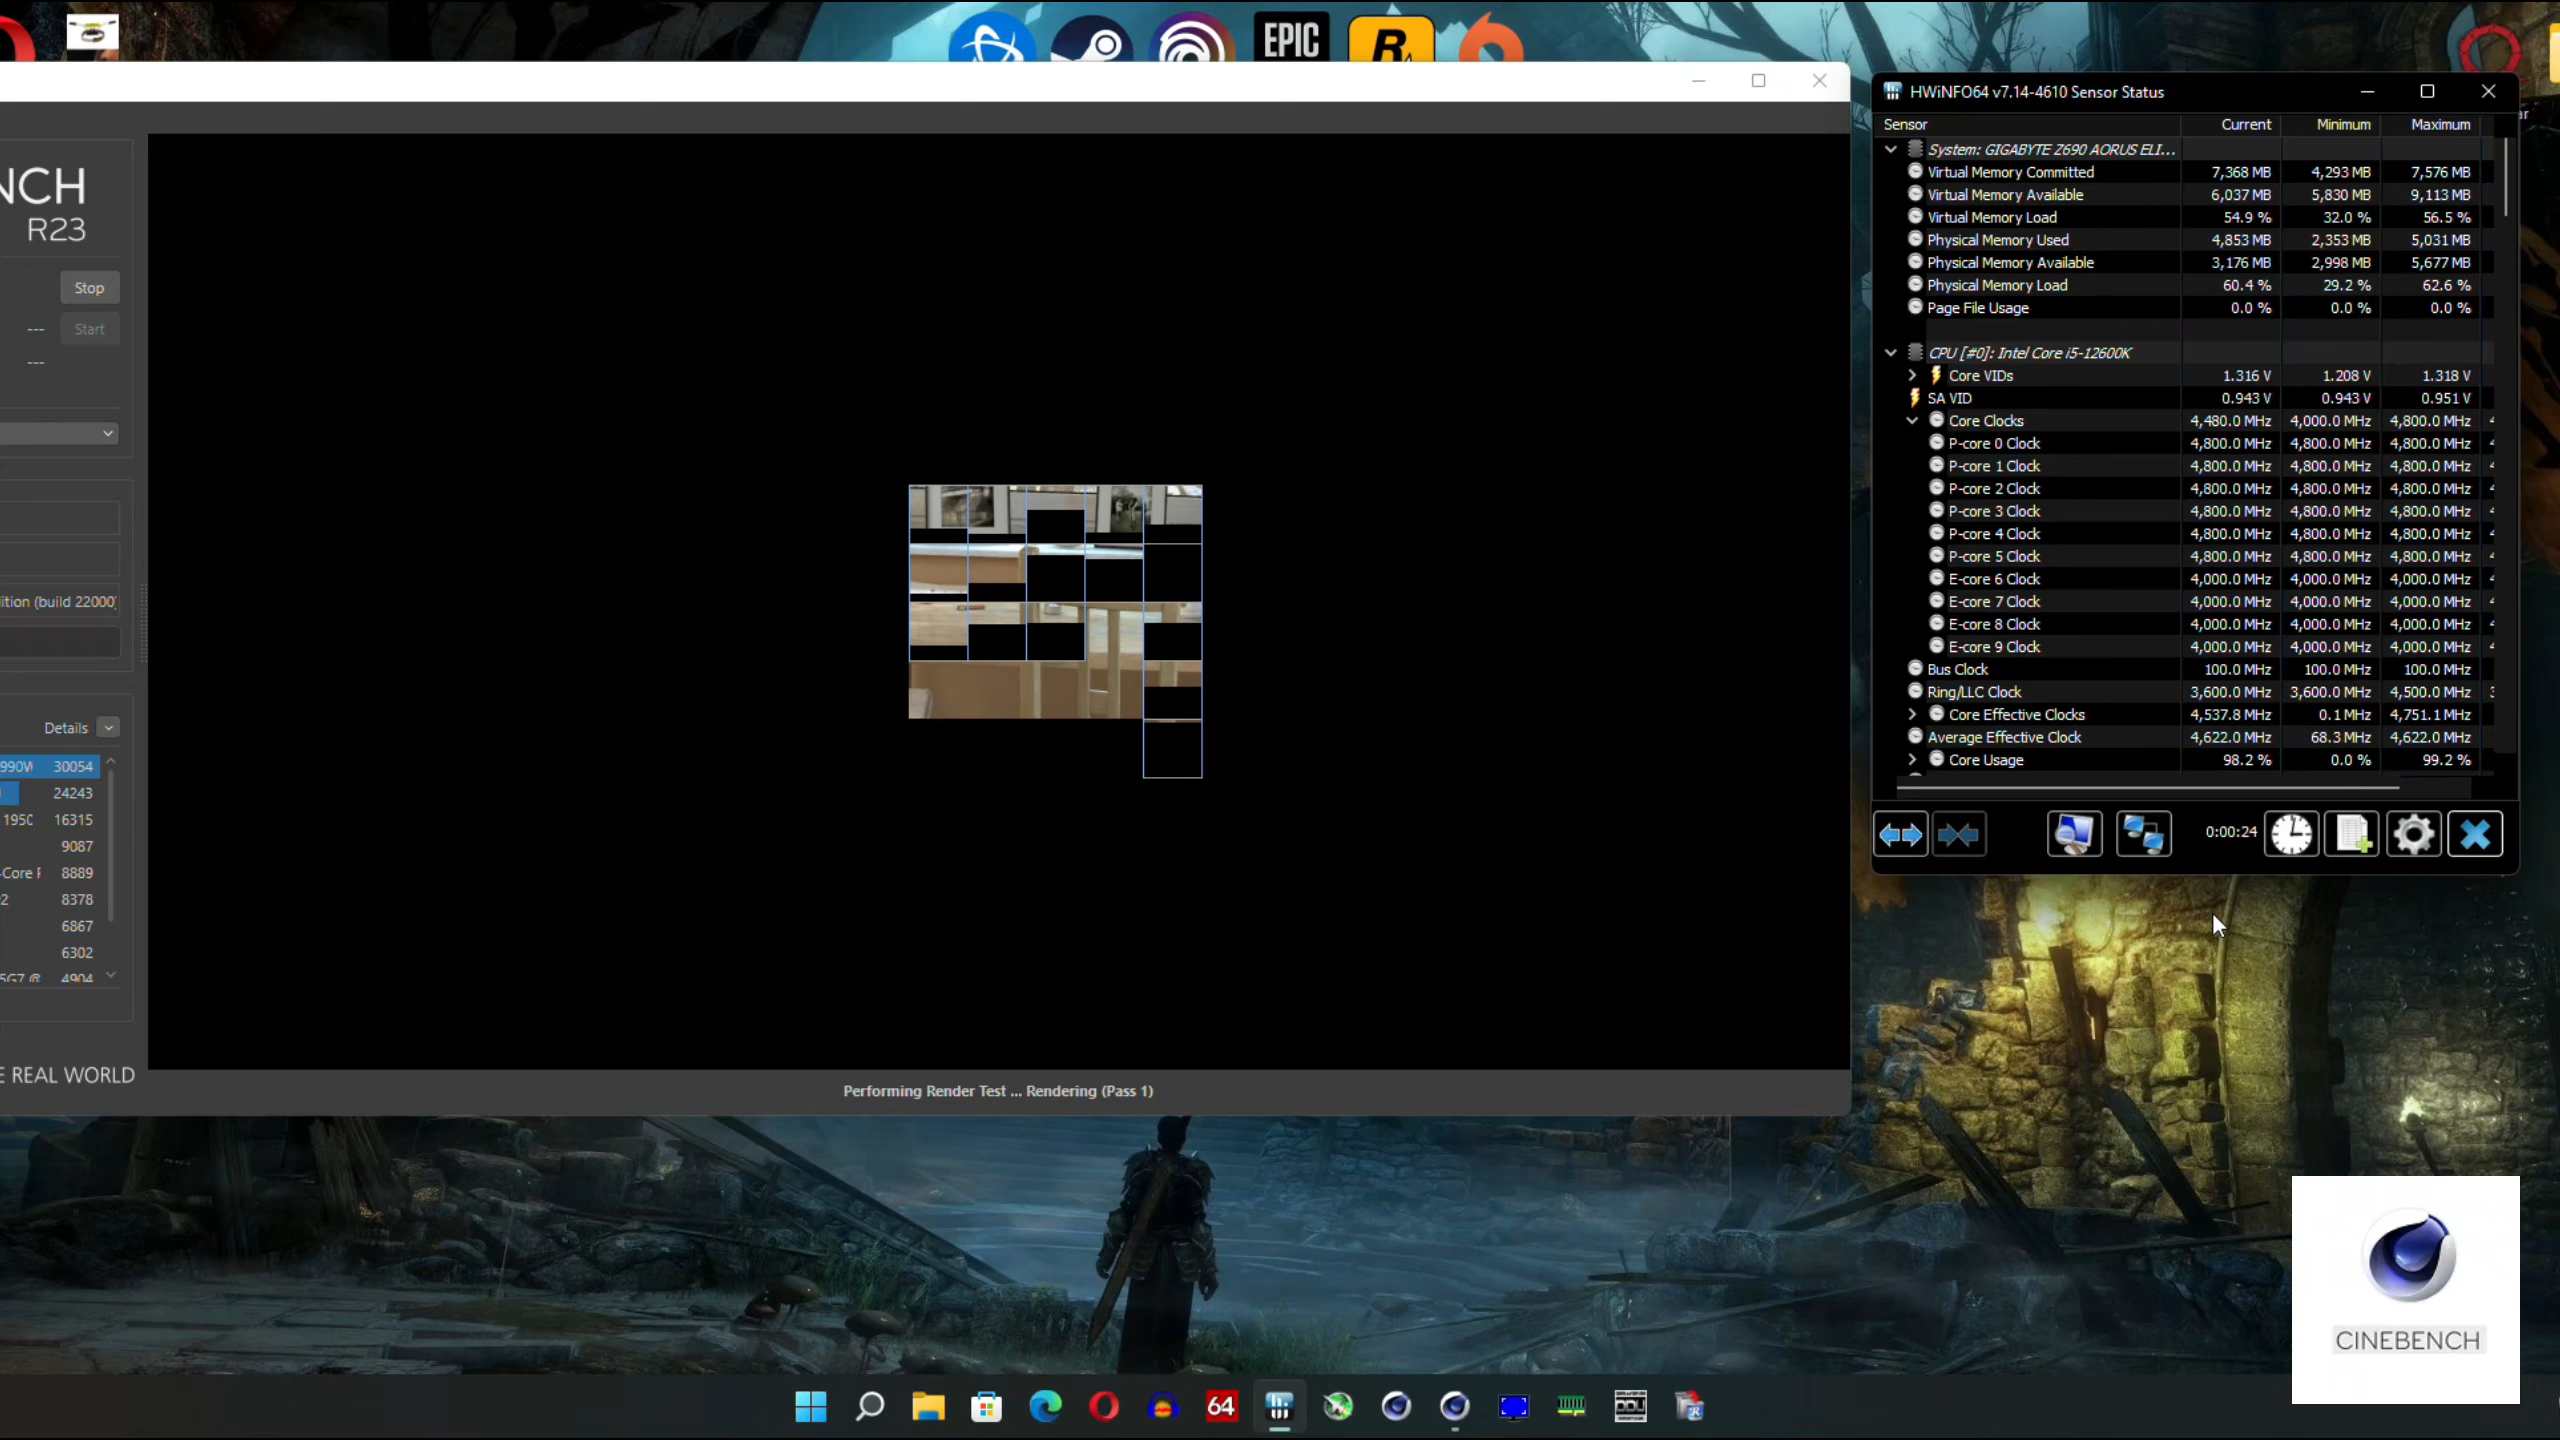 EPIC
R
NCH
R23
Stop
--- Start
---
ition (build 22000)
Details
990W 30054
24243
1950 16315
9087
-Core F 8889
2 8378
6867
6302
5G7 @ 4904
E REAL WORLD
Performing Render Test ... Rendering (Pass 1)
HWiNFO64 v7.14-4610 Sensor Status
Sensor Current Minimum Maximum
System: GIGABYTE Z690 AORUS ELI...
Virtual Memory Committed 7,368 MB 4,293 MB 7,576 MB
Virtual Memory Available 6,037 MB 5,830 MB 9,113 MB
Virtual Memory Load 54.9 % 32.0 % 56.5 %
Physical Memory Used 4,853 MB 2,353 MB 5,031 MB
Physical Memory Available 3,176 MB 2,998 MB 5,677 MB
Physical Memory Load 60.4 % 29.2 % 62.6 %
Page File Usage 0.0 % 0.0 % 0.0 %
CPU [#0]: Intel Core i5-12600K
Core VIDs 1.316 V 1.208 V 1.318 V
SA VID 0.943 V 0.943 V 0.951 V
Core Clocks 4,480.0 MHz 4,000.0 MHz 4,800.0 MHz
P-core 0 Clock 4,800.0 MHz 4,800.0 MHz 4,800.0 MHz
P-core 1 Clock 4,800.0 MHz 4,800.0 MHz 4,800.0 MHz
P-core 2 Clock 4,800.0 MHz 4,800.0 MHz 4,800.0 MHz
P-core 3 Clock 4,800.0 MHz 4,800.0 MHz 4,800.0 MHz
P-core 4 Clock 4,800.0 MHz 4,800.0 MHz 4,800.0 MHz
P-core 5 Clock 4,800.0 MHz 4,800.0 MHz 4,800.0 MHz
E-core 6 Clock 4,000.0 MHz 4,000.0 MHz 4,000.0 MHz
E-core 7 Clock 4,000.0 MHz 4,000.0 MHz 4,000.0 MHz
E-core 8 Clock 4,000.0 MHz 4,000.0 MHz 4,000.0 MHz
E-core 9 Clock 4,000.0 MHz 4,000.0 MHz 4,000.0 MHz
Bus Clock 100.0 MHz 100.0 MHz 100.0 MHz
Ring/LLC Clock 3,600.0 MHz 3,600.0 MHz 4,500.0 MHz
Core Effective Clocks 4,537.8 MHz 0.1 MHz 4,751.1 MHz
Average Effective Clock 4,622.0 MHz 68.3 MHz 4,622.0 MHz
Core Usage 98.2 % 0.0 % 99.2 %
0:00:24
CINEBENCH
64
DDU